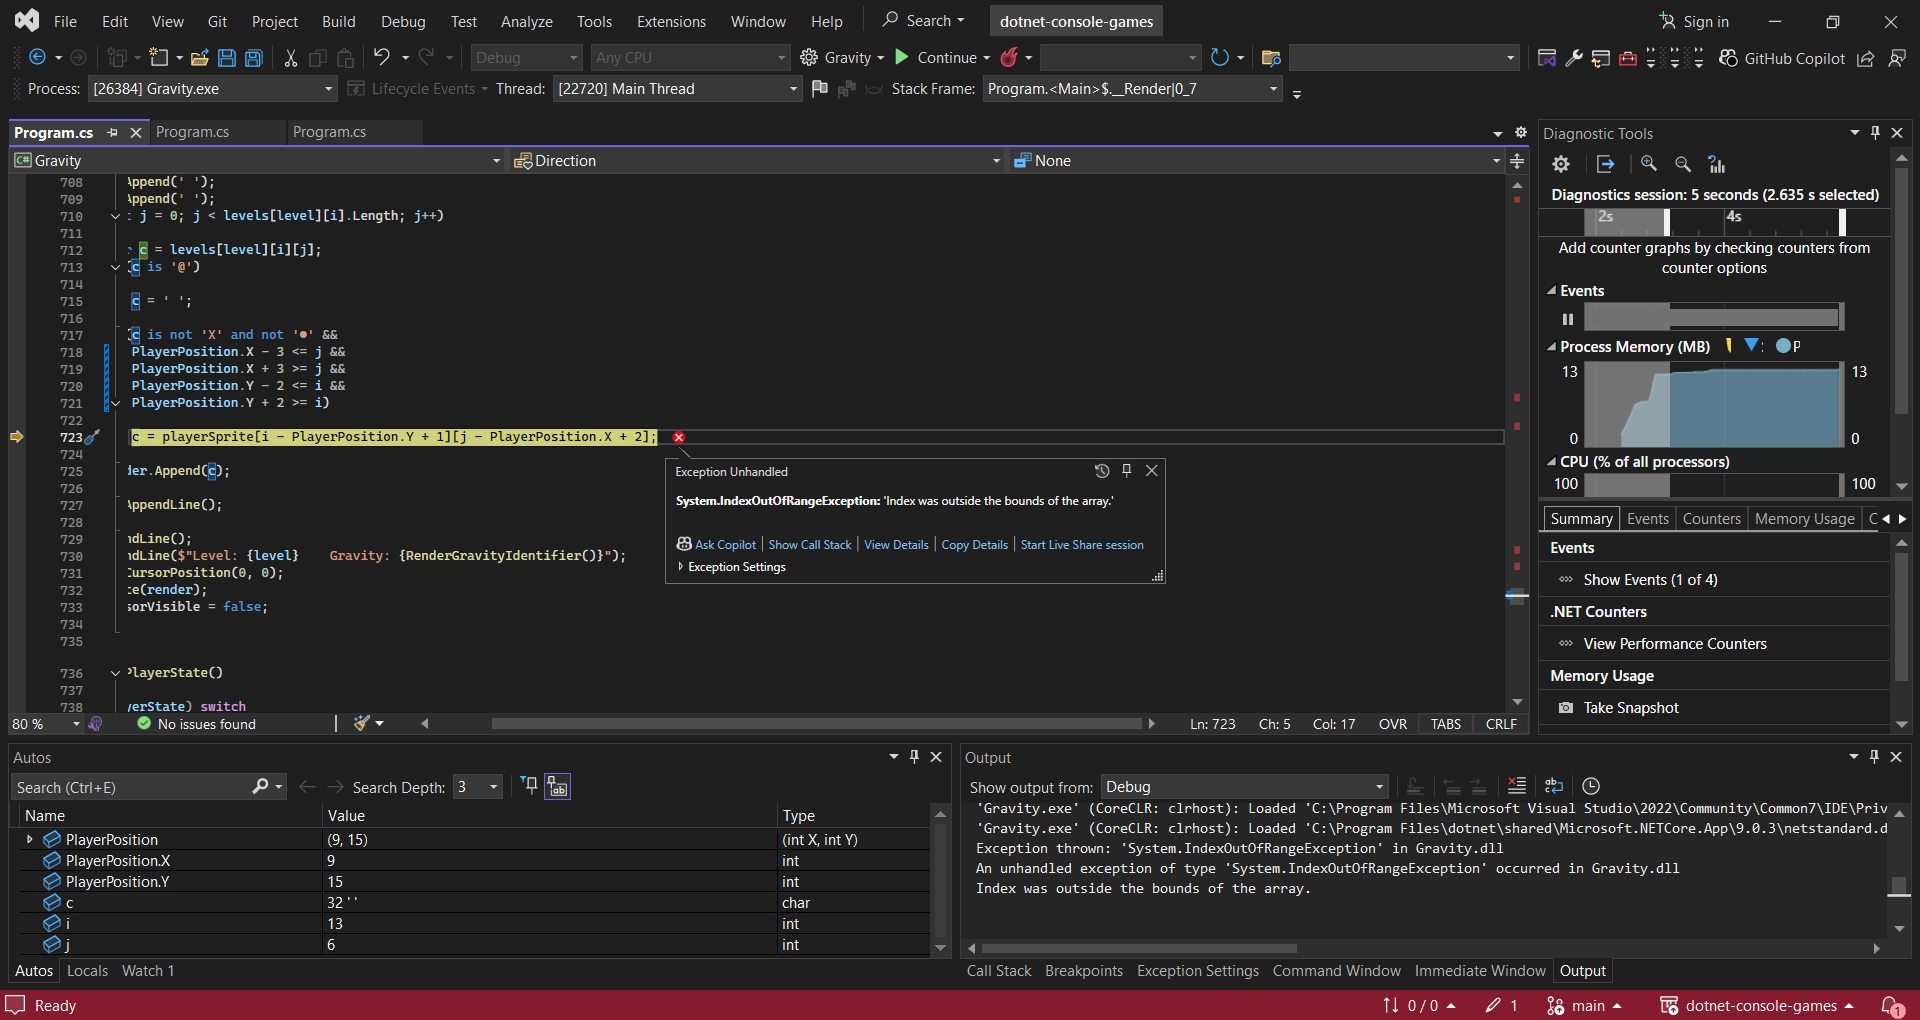 File Edit View Git Project Build Debug Test Analyze Tools Extensions Window Help Search dotnet-console-games Sign in
Debug Any CPU Gravity Continue GitHub Copilot
Process: [26384] Gravity.exe Lifecycle Events Thread: [22720] Main Thread Stack Frame: Program.<Main>$.__Render|0_7
Program.cs Program.cs Program.cs
C# Gravity Direction None
708 Append(' ');
709 Append(' ');
710 j = 0; j < levels[level][i].Length; j++)
711
712 c = levels[level][i][j];
713 c is '@')
714
715 c = ' ';
716
717 c is not 'X' and not '●' &&
718 PlayerPosition.X - 3 <= j &&
719 PlayerPosition.X + 3 >= j &&
720 PlayerPosition.Y - 2 <= i &&
721 PlayerPosition.Y + 2 >= i)
722
723 c = playerSprite[i - PlayerPosition.Y + 1][j - PlayerPosition.X + 2];
724
725 der.Append(c);
726
727 AppendLine();
728
729 ndLine();
730 ndLine($"Level: {level}    Gravity: {RenderGravityIdentifier()}");
731 CursorPosition(0, 0);
732 te(render);
733 sorVisible = false;
734
735
736 PlayerState()
737
738 yerState) switch
Exception Unhandled
System.IndexOutOfRangeException: 'Index was outside the bounds of the array.'
Ask Copilot | Show Call Stack | View Details | Copy Details | Start Live Share session
Exception Settings
80 % No issues found Ln: 723 Ch: 5 Col: 17 OVR TABS CRLF
Diagnostic Tools
Diagnostics session: 5 seconds (2.635 s selected)
2s 4s
Add counter graphs by checking counters from
counter options
Events
Process Memory (MB) P
13 13
0 0
CPU (% of all processors)
100 100
Summary Events Counters Memory Usage C
Events
Show Events (1 of 4)
.NET Counters
View Performance Counters
Memory Usage
Take Snapshot
Autos
Search (Ctrl+E) Search Depth: 3
Name Value Type
PlayerPosition (9, 15) (int X, int Y)
PlayerPosition.X 9 int
PlayerPosition.Y 15 int
c 32 ' ' char
i 13 int
j 6 int
Autos Locals Watch 1
Output
Show output from: Debug
'Gravity.exe' (CoreCLR: clrhost): Loaded 'C:\Program Files\Microsoft Visual Studio\2022\Community\Common7\IDE\Priv
'Gravity.exe' (CoreCLR: clrhost): Loaded 'C:\Program Files\dotnet\shared\Microsoft.NETCore.App\9.0.3\netstandard.d
Exception thrown: 'System.IndexOutOfRangeException' in Gravity.dll
An unhandled exception of type 'System.IndexOutOfRangeException' occurred in Gravity.dll
Index was outside the bounds of the array.
Call Stack Breakpoints Exception Settings Command Window Immediate Window Output
Ready 0 / 0 1 main dotnet-console-games 1